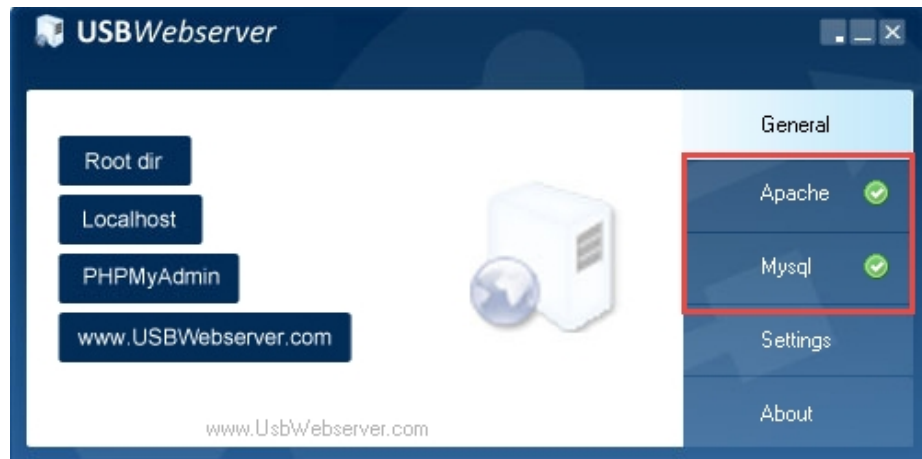 USBWebserver
Root dir
Localhost
PHPMyAdmin
www.USBWebserver.com
www.UsbWebserver.com
General
Apache
Mysql
Settings
About